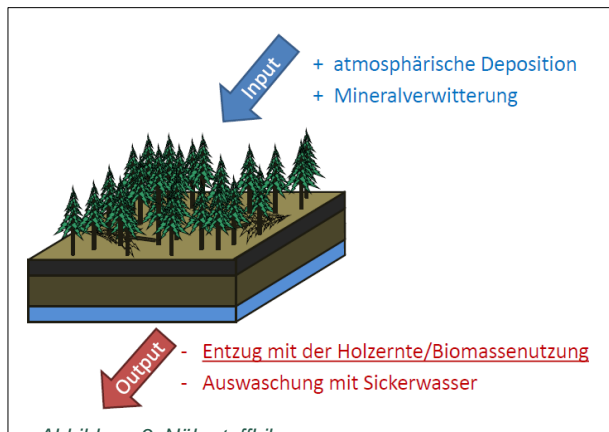 Input
+ atmosphärische Deposition
+ Mineralverwitterung
Output
- Entzug mit der Holzernte/Biomassenutzung
- Auswaschung mit Sickerwasser